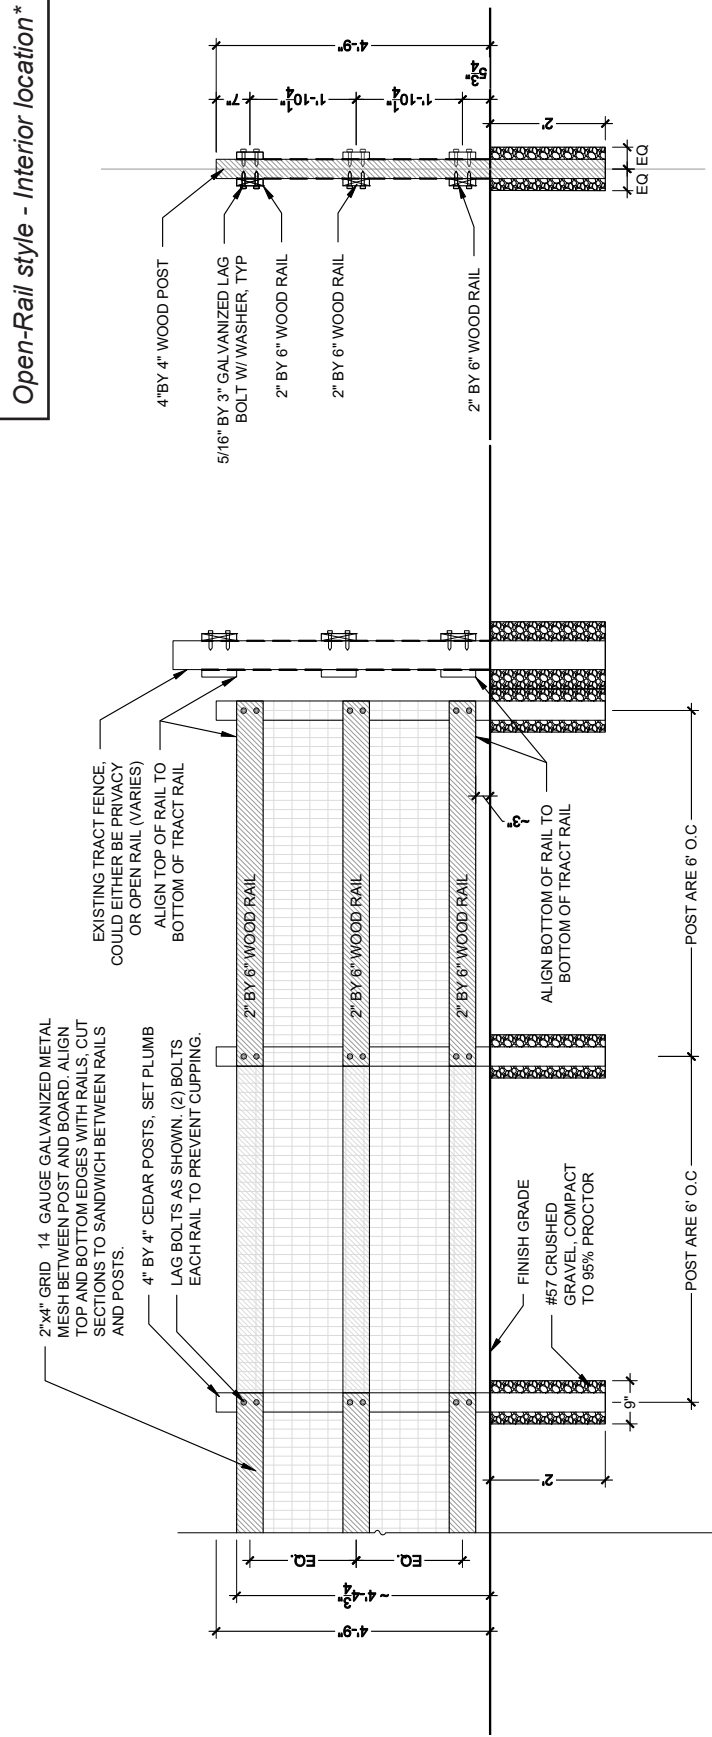 Open-Rail style - Interior location*
2"x4" GRID 14 GAUGE GALVANIZED METAL
MESH BETWEEN POST AND BOARD. ALIGN
TOP AND BOTTOM EDGES WITH RAILS, CUT
SECTIONS TO SANDWICH BETWEEN RAILS
AND POSTS.
4" BY 4" CEDAR POSTS, SET PLUMB
LAG BOLTS AS SHOWN. (2) BOLTS
EACH RAIL TO PREVENT CUPPING.
EXISTING TRACT FENCE,
COULD EITHER BE PRIVACY
OR OPEN RAIL (VARIES)
ALIGN TOP OF RAIL TO
BOTTOM OF TRACT RAIL
2" BY 6" WOOD RAIL
2" BY 6" WOOD RAIL
2" BY 6" WOOD RAIL
4'-9"
~ 4'-4 3/4"
EQ.
EQ.
~3"
ALIGN BOTTOM OF RAIL TO
BOTTOM OF TRACT RAIL
FINISH GRADE
#57 CRUSHED
GRAVEL, COMPACT
TO 95% PROCTOR
2'
9"
POST ARE 6' O.C
POST ARE 6' O.C
4"BY 4" WOOD POST
5/16" BY 3" GALVANIZED LAG
BOLT W/ WASHER, TYP
2" BY 6" WOOD RAIL
2" BY 6" WOOD RAIL
2" BY 6" WOOD RAIL
4'-9"
7"
1'-10 1/4"
1'-10 1/4"
5 3/4"
2'
EQ
EQ